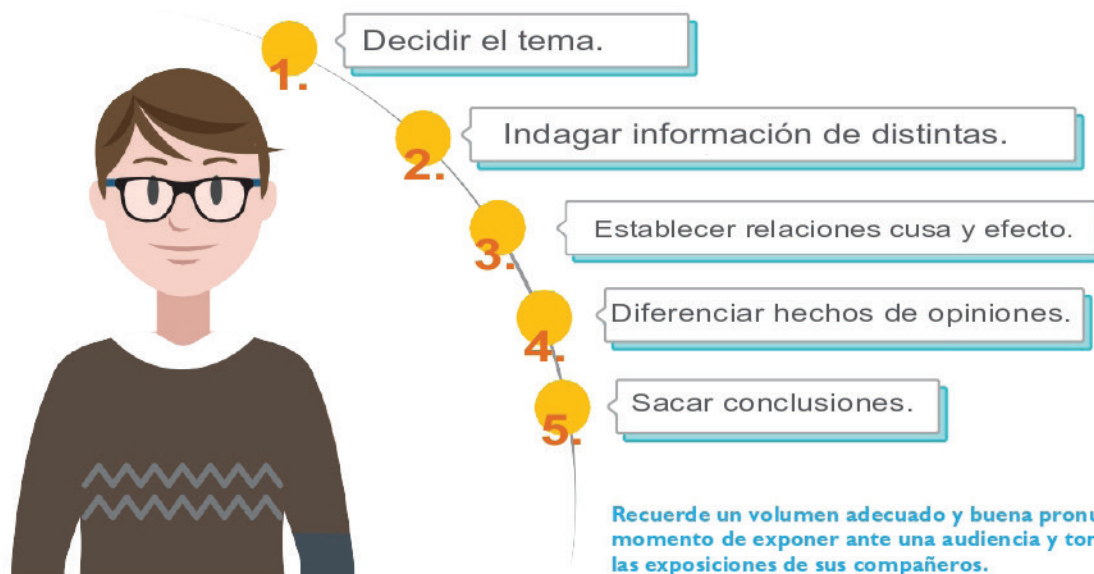 1.
Decidir el tema.
2.
Indagar información de distintas.
3.
Establecer relaciones cusa y efecto.
4.
Diferenciar hechos de opiniones.
5.
Sacar conclusiones.
Recuerde un volumen adecuado y buena
momento de exponer ante una audiencia y
las exposiciones de sus compañeros.